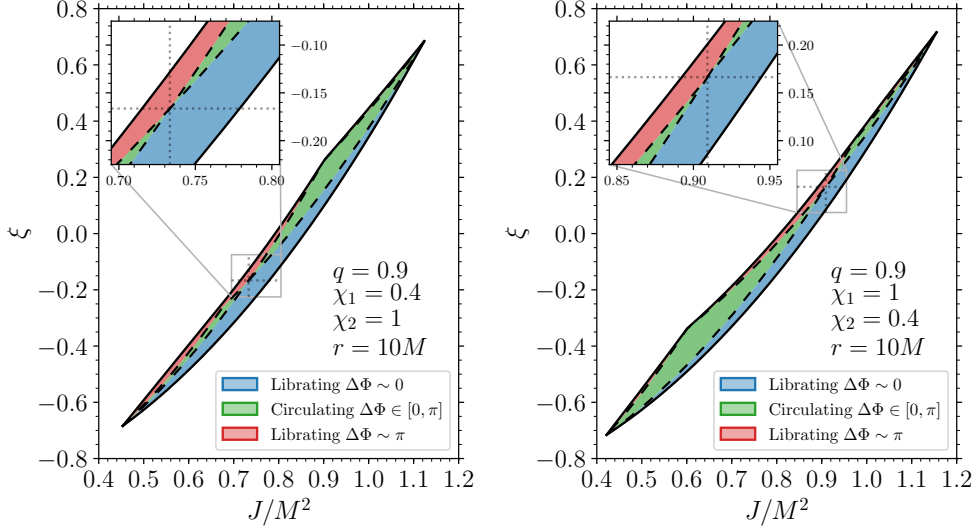 0.8
0.6
0.4
0.2
0.0
−0.2
−0.4
−0.6
−0.8
ξ
0.4 0.5 0.6 0.7 0.8 0.9 1.0 1.1 1.2
J/M²
−0.10
−0.15
−0.20
0.70 0.75 0.80
q = 0.9
χ₁ = 0.4
χ₂ = 1
r = 10M
Librating ΔΦ ∼ 0
Circulating ΔΦ ∈ [0, π]
Librating ΔΦ ∼ π
0.8
0.6
0.4
0.2
0.0
−0.2
−0.4
−0.6
−0.8
ξ
0.4 0.5 0.6 0.7 0.8 0.9 1.0 1.1 1.2
J/M²
0.20
0.15
0.10
0.85 0.90 0.95
q = 0.9
χ₁ = 1
χ₂ = 0.4
r = 10M
Librating ΔΦ ∼ 0
Circulating ΔΦ ∈ [0, π]
Librating ΔΦ ∼ π